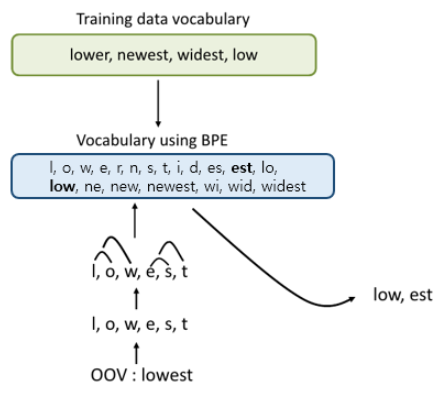 Training data vocabulary
lower, newest, widest, low
Vocabulary using BPE
l, o, w, e, r, n, s, t, i, d, es, est, lo,
low, ne, new, newest, wi, wid, widest
l, o, w, e, s, t
low, est
l, o, w, e, s, t
OOV : lowest